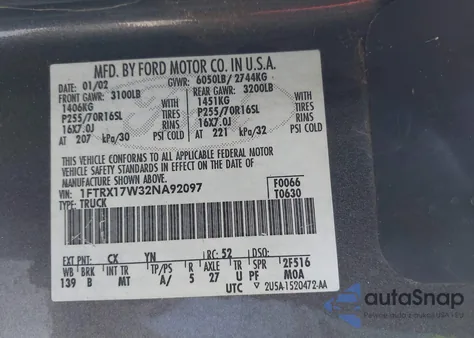 MFD. BY FORD MOTOR CO. IN U.S.A.
DATE: 01/02 GVWR: 6050LB/ 2744KG
FRONT GAWR: 3100LB REAR GAWR: 3200LB
1406KG WITH 1451KG WITH
P255/70R16SL TIRES P255/70R16SL TIRES
16X7.0J RIMS 16X7.0J RIMS
AT 207 kPa/30 PSI COLD AT 221 kPa/32 PSI COLD
THIS VEHICLE CONFORMS TO ALL APPLICABLE FEDERAL MOTOR
VEHICLE SAFETY STANDARDS IN EFFECT ON THE DATE OF
MANUFACTURE SHOWN ABOVE.
VIN: 1FTRX17W32NA92097 F0066
TYPE: TRUCK T0630
EXT PNT: CX YN RC: 52 DSO:
WB BRK INT TR TP/PS R AXLE TR SPR 2F516
139 B MT A/ 5 27 U U PF M0A
UTC 2U5A-1520472-AA
autoSnap